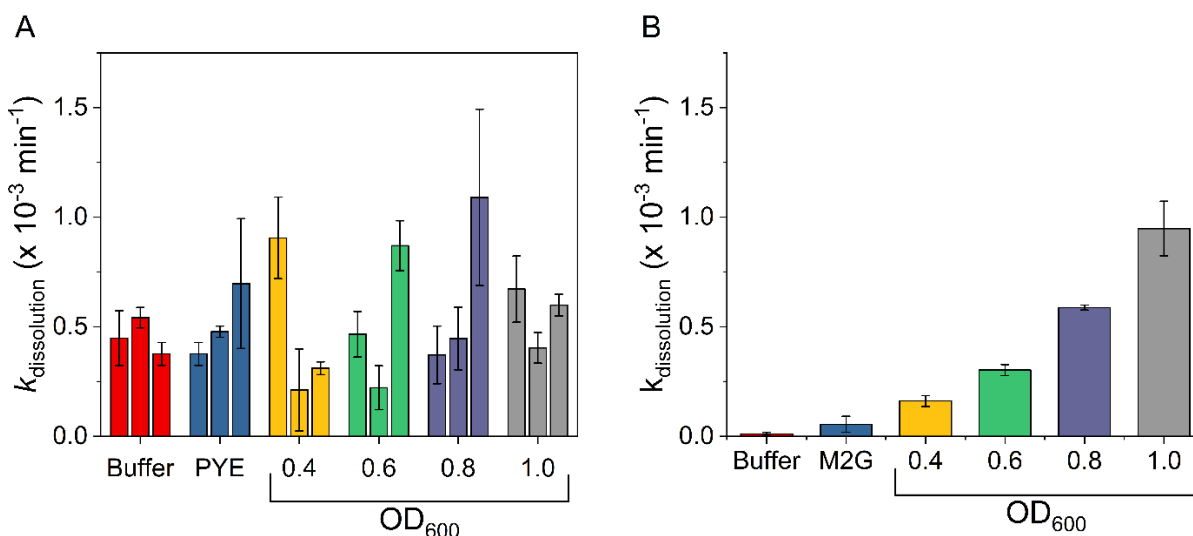 A
k dissolution (x 10⁻³ min⁻¹)
1.5
1.0
0.5
0.0
Buffer PYE 0.4 0.6 0.8 1.0
OD₆₀₀
B
k dissolution (x 10⁻³ min⁻¹)
1.5
1.0
0.5
0.0
Buffer M2G 0.4 0.6 0.8 1.0
OD₆₀₀